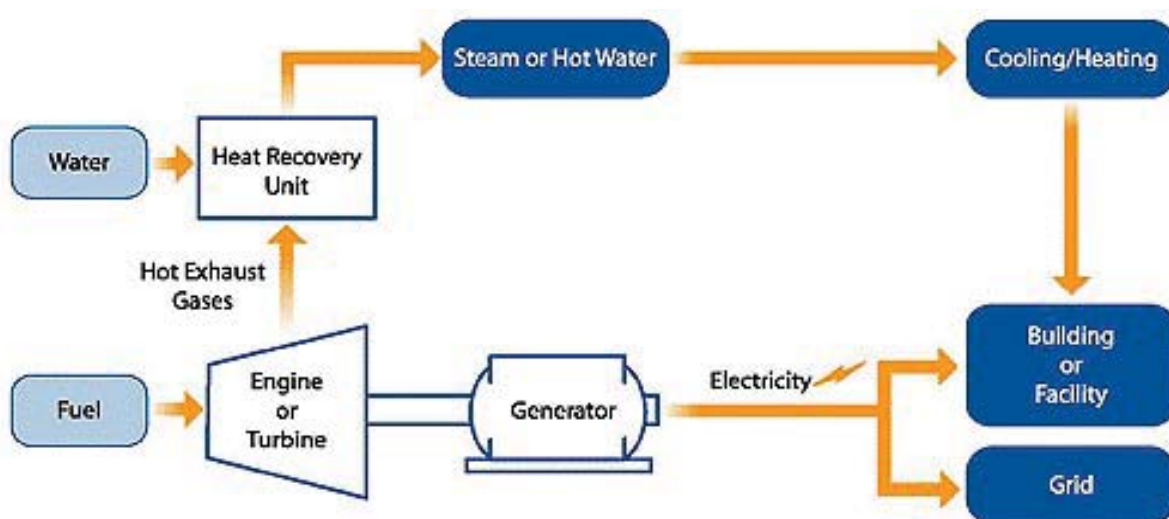 Steam or Hot Water
Cooling/Heating
Water
Heat Recovery
Unit
Hot Exhaust
Gases
Building
or
Facility
Fuel
Engine
or
Turbine
Generator
Electricity
Grid